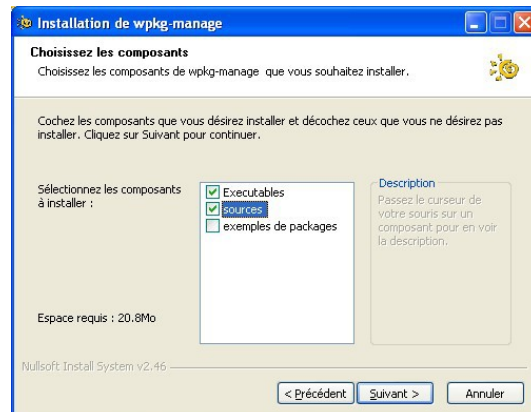 Installation de wpkg-manage
Choisissez les composants
Choisissez les composants de wpkg-manage que vous souhaitez installer.
Cochez les composants que vous désirez installer et décochez ceux que vous ne désirez pas
installer. Cliquez sur Suivant pour continuer.
Sélectionnez les composants
à installer :
Executables
sources
exemples de packages
Description
Passez le curseur de
votre souris sur un
composant pour en voir
la description.
Espace requis : 20.8Mo
Nullsoft Install System v2.46
< Précédent
Suivant >
Annuler